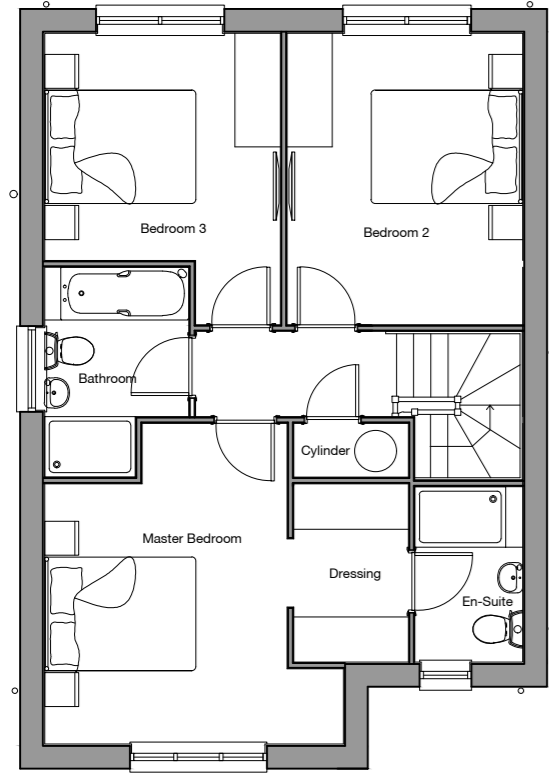 Bedroom 3
Bedroom 2
Bathroom
Cylinder
Master Bedroom
Dressing
En-Suite